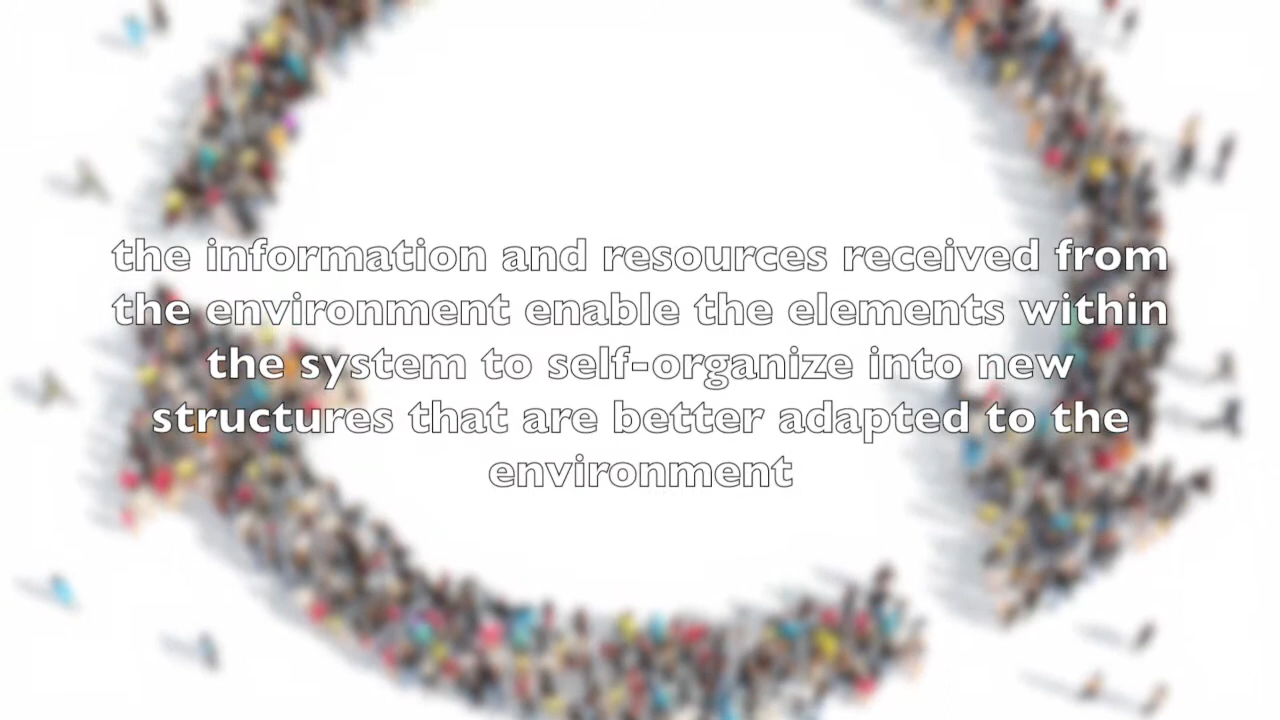 the information and resources received from
the environment enable the elements within
the system to self-organize into new
structures that are better adapted to the
environment